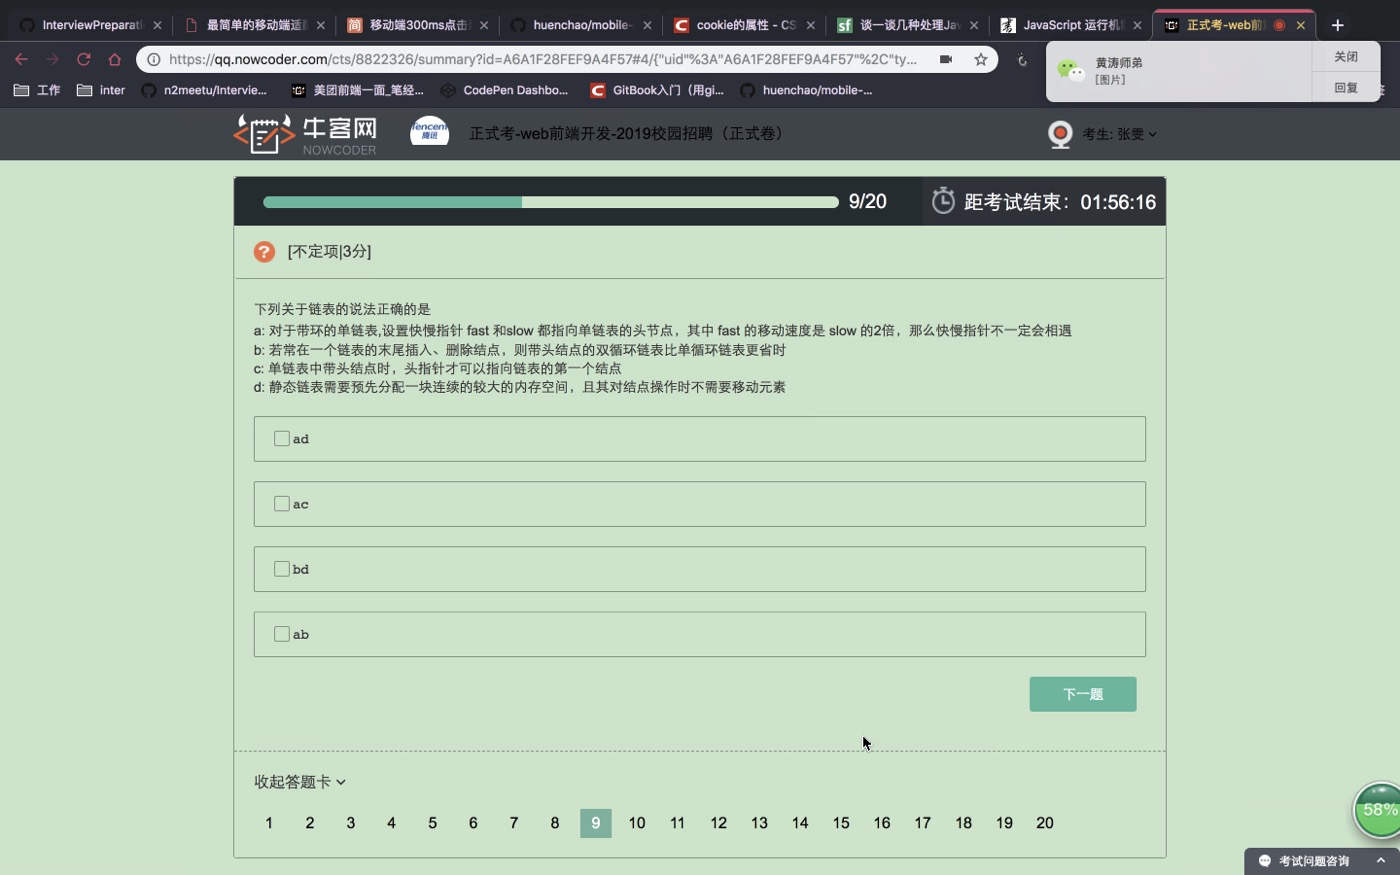 InterviewPreparati
最简单的移动端适
移动端300ms点击
huenchao/mobile-
cookie的属性 - CS
谈一谈几种处理Jav
JavaScript 运行机
正式考-web前
https://qq.nowcoder.com/cts/8822326/summary?id=A6A1F28FEF9A4F57#4/{"uid"%3A"A6A1F28FEF9A4F57"%2C"ty...
黄涛师弟
[图片]
关闭
回复
工作
inter
n2meetu/Intervie...
美团前端一面_笔经...
CodePen Dashbo...
GitBook入门（用gi...
huenchao/mobile-...
牛客网
NOWCODER
Tencent
腾讯
正式考-web前端开发-2019校园招聘（正式卷）
考生: 张雯
9/20
距考试结束：01:56:16
[不定项|3分]
下列关于链表的说法正确的是
a: 对于带环的单链表,设置快慢指针 fast 和slow 都指向单链表的头节点，其中 fast 的移动速度是 slow 的2倍，那么快慢指针不一定会相遇
b: 若常在一个链表的末尾插入、删除结点，则带头结点的双循环链表比单循环链表更省时
c: 单链表中带头结点时，头指针才可以指向链表的第一个结点
d: 静态链表需要预先分配一块连续的较大的内存空间，且其对结点操作时不需要移动元素
ad
ac
bd
ab
下一题
收起答题卡
1 2 3 4 5 6 7 8 9 10 11 12 13 14 15 16 17 18 19 20
58%
考试问题咨询